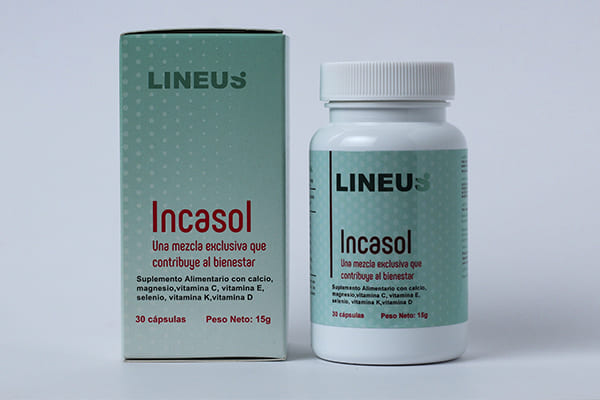 LINEUS
Incasol
Una mezcla exclusiva que
contribuye al bienestar
Suplemento Alimentario con calcio,
magnesio,vitamina C, vitamina E,
selenio, vitamina K,vitamina D
30 cápsulas Peso Neto: 15g
LINEUS
Incasol
Una mezcla exclusiva que
contribuye al bienestar
Suplemento Alimentario con calcio,
magnesio,vitamina C, vitamina E,
selenio, vitamina K,vitamina D
30 cápsulas Peso Neto: 15g